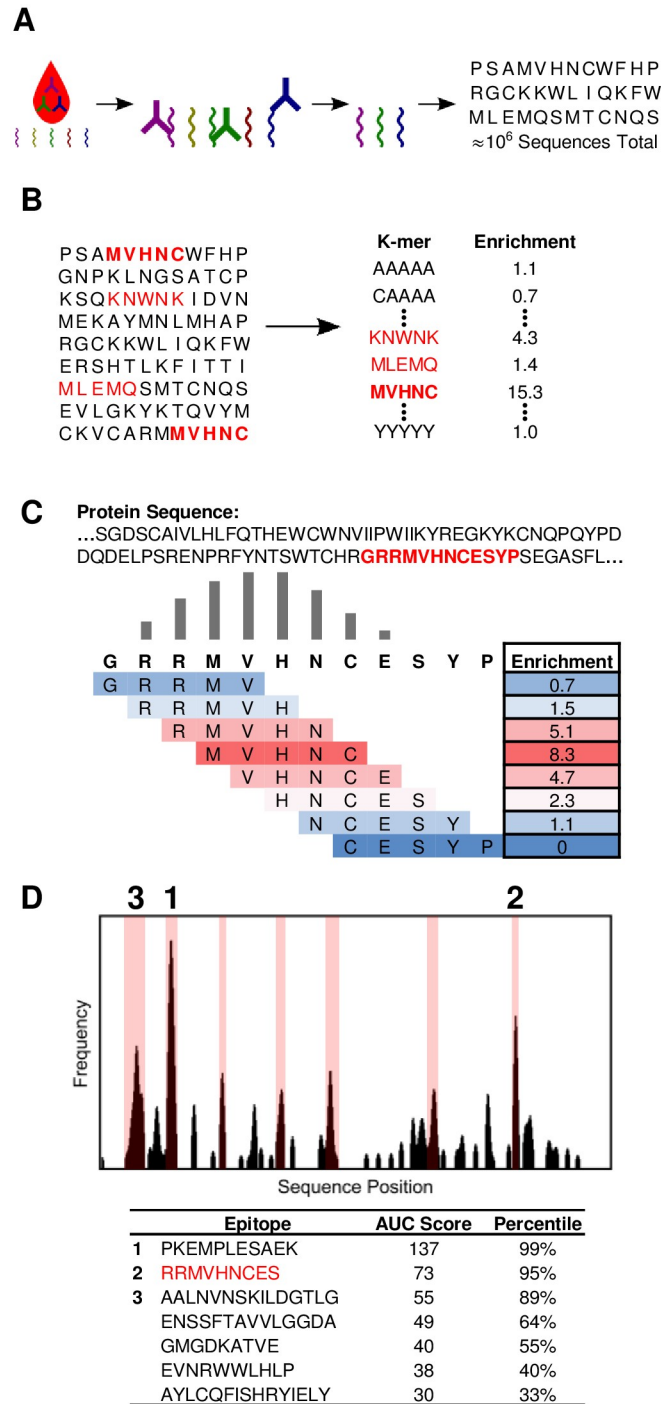 A
PSAMVHNCWFHP
RGCKKWLIQKFW
MLEMQSMTCNQS
≈10⁶ Sequences Total
B
PSAMVHNCWFHP
GNPKLNGSATCP
KSQKNWNKIDVN
MEKAYMNLMHAP
RGCKKWLIQKFW
ERSHTLKFITTI
MLEMQSMTCNQS
EVLGKYKTQVYM
CKVCARMMVHNC
K-mer Enrichment
AAAAA 1.1
CAAAA 0.7
KNWNK 4.3
MLEMQ 1.4
MVHNC 15.3
YYYYY 1.0
C
Protein Sequence:
...SGDSCAIVLHLFQTHEWCWNVIIPWIIKYREGKYKCNQPQYPD
DQDELPSRENPRFYNTSWTCHRGRRMVHNCESYPSEGASFL...
G R R M V H N C E S Y P Enrichment
G R R M V 0.7
R R M V H 1.5
R M V H N 5.1
M V H N C 8.3
V H N C E 4.7
H N C E S 2.3
N C E S Y 1.1
C E S Y P 0
D
3 1 2
Frequency
Sequence Position
Epitope AUC Score Percentile
1 PKEMPLESAEK 137 99%
2 RRMVHNCES 73 95%
3 AALNVNSKILDGTLG 55 89%
ENSSFTAVVLGGDA 49 64%
GMGDKATVE 40 55%
EVNRWWLHLP 38 40%
AYLCQFISHRYIELY 30 33%